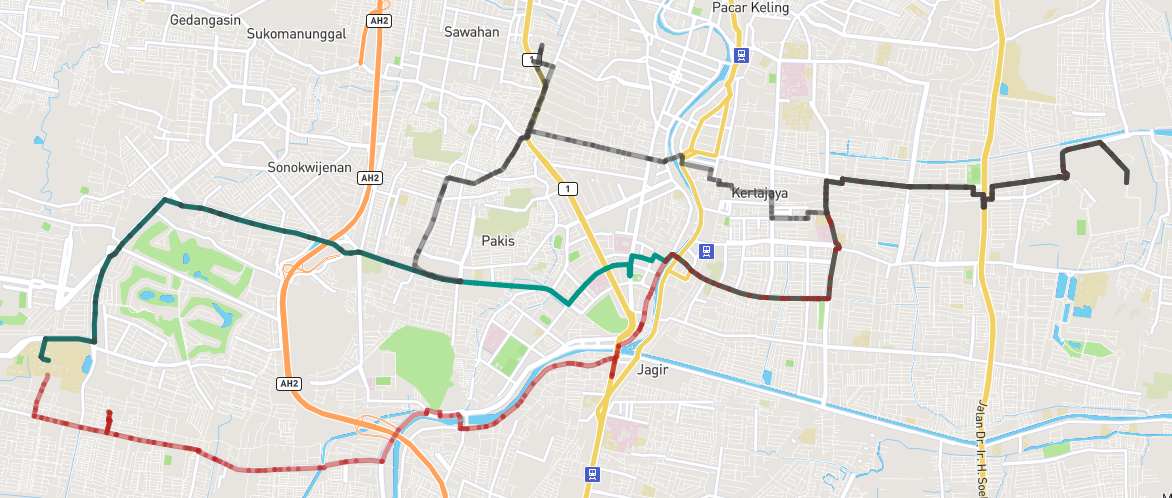 Pacar Keling
Gedangasin
AH2
Sukomanunggal
Sawahan
1
Sonokwijenan
AH2
1
Kertajaya
Pakis
Jagir
AH2
Jalan Dr. Ir. H. Soe